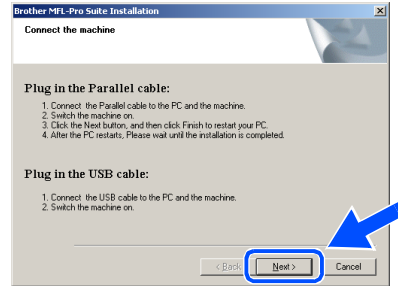 Brother MFL-Pro Suite Installation
Connect the machine
Plug in the Parallel cable:
1. Connect the Parallel cable to the PC and the machine.
2. Switch the machine on.
3. Click the Next button, and then click Finish to restart your PC.
4. After the PC restarts, Please wait until the installation is completed.
Plug in the USB cable:
1. Connect the USB cable to the PC and the machine.
2. Switch the machine on.
< Back Next > Cancel